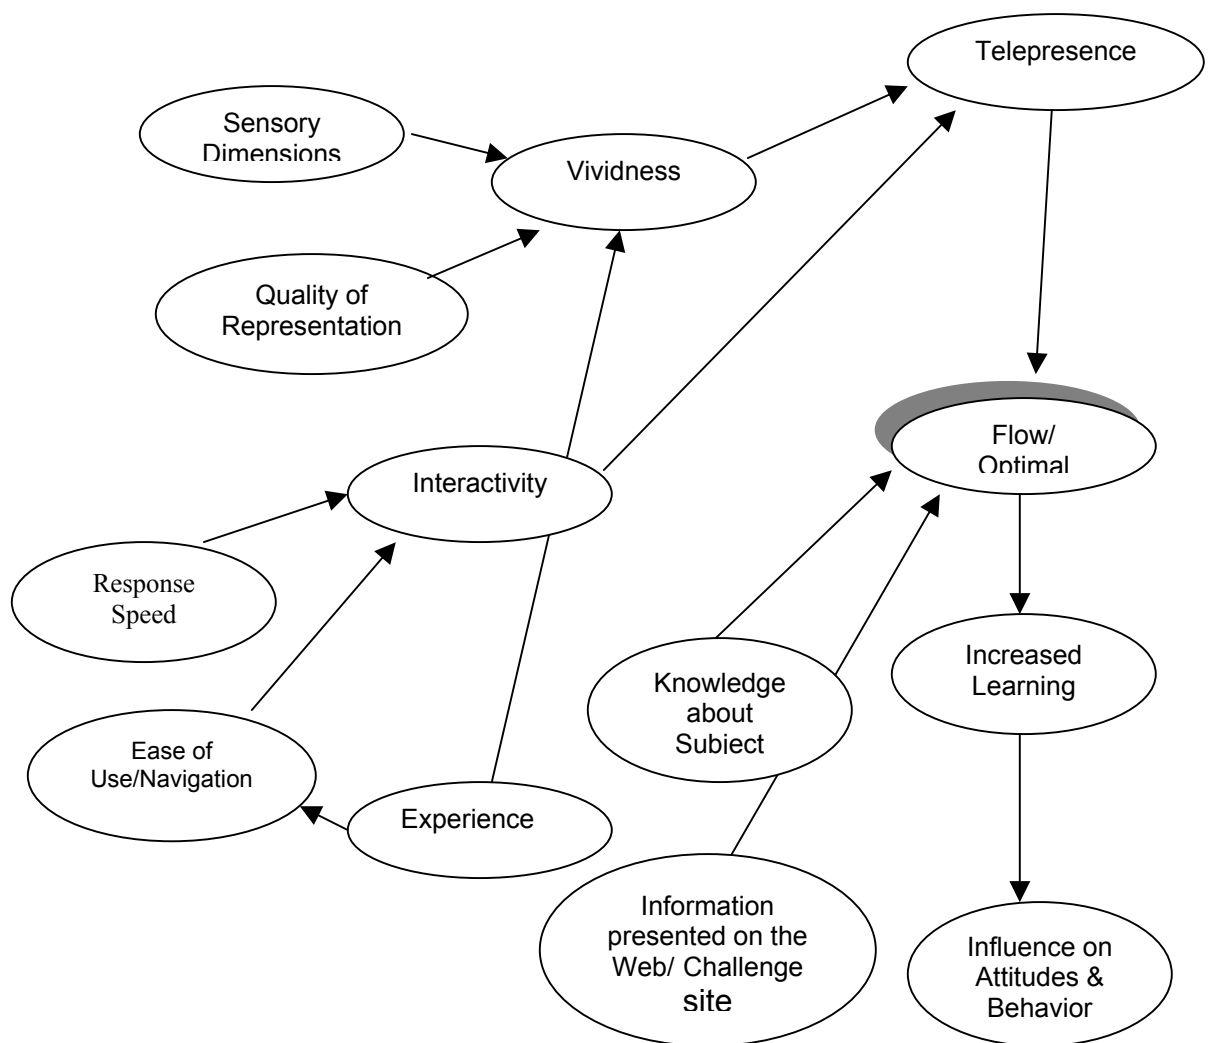 Telepresence
Sensory
Dimensions
Vividness
Quality of
Representation
Flow/
Optimal
Interactivity
Response
Speed
Increased
Learning
Knowledge
about
Subject
Ease of
Use/Navigation
Experience
Information
presented on the
Web/ Challenge
site
Influence on
Attitudes &
Behavior